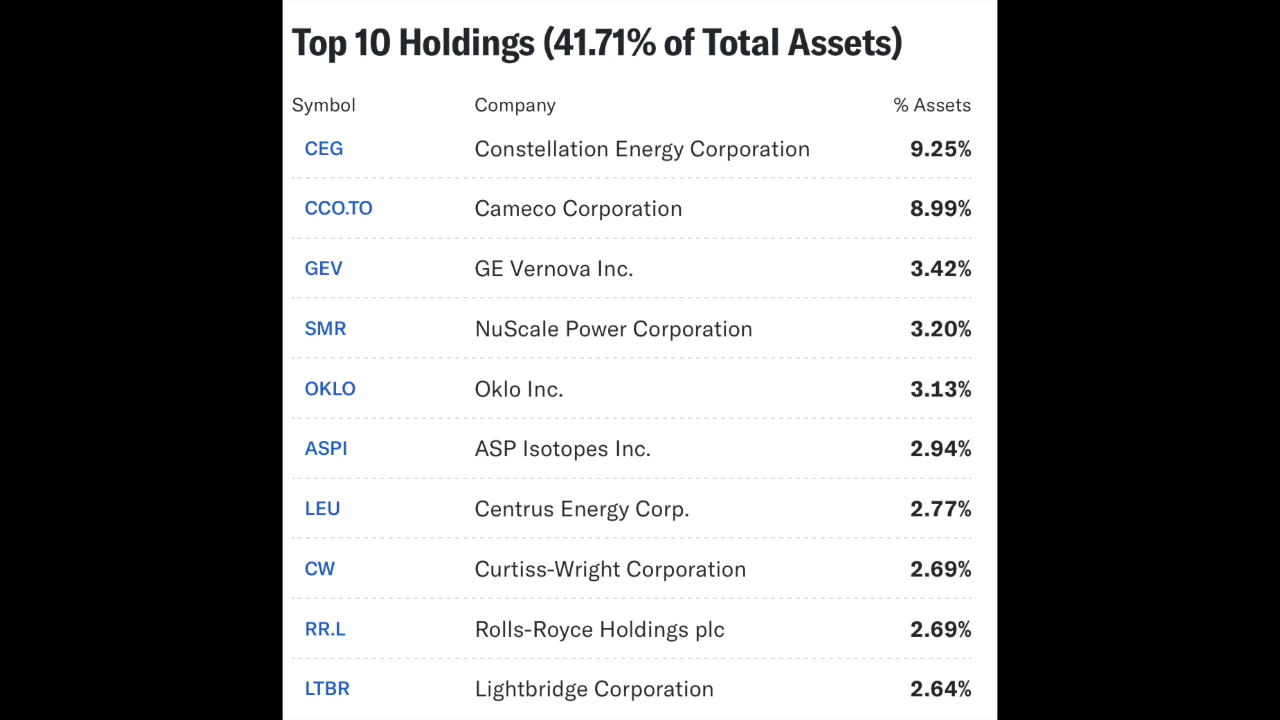 Top 10 Holdings (41.71% of Total Assets)
Symbol Company % Assets
CEG Constellation Energy Corporation 9.25%
CCO.TO Cameco Corporation 8.99%
GEV GE Vernova Inc. 3.42%
SMR NuScale Power Corporation 3.20%
OKLO Oklo Inc. 3.13%
ASPI ASP Isotopes Inc. 2.94%
LEU Centrus Energy Corp. 2.77%
CW Curtiss-Wright Corporation 2.69%
RR.L Rolls-Royce Holdings plc 2.69%
LTBR Lightbridge Corporation 2.64%